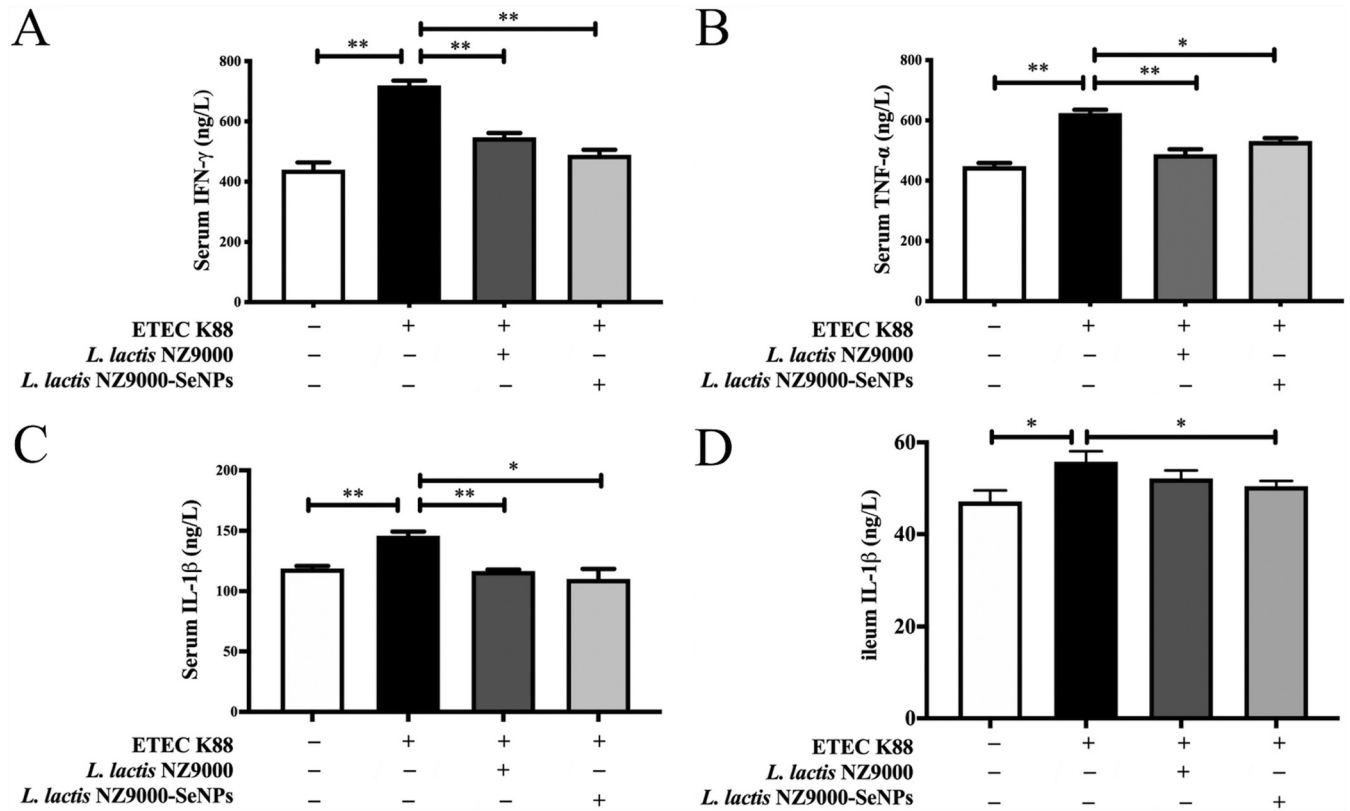 A
** ** **
Serum IFN-γ (ng/L)
800
600
400
200
0
ETEC K88 – + + +
L. lactis NZ9000 – – + –
L. lactis NZ9000-SeNPs – – – +
B
** ** *
Serum TNF-α (ng/L)
800
600
400
200
0
ETEC K88 – + + +
L. lactis NZ9000 – – + –
L. lactis NZ9000-SeNPs – – – +
C
** ** *
Serum IL-1β (ng/L)
200
150
100
50
0
ETEC K88 – + + +
L. lactis NZ9000 – – + –
L. lactis NZ9000-SeNPs – – – +
D
* *
ileum IL-1β (ng/L)
60
40
20
0
ETEC K88 – + + +
L. lactis NZ9000 – – + –
L. lactis NZ9000-SeNPs – – – +